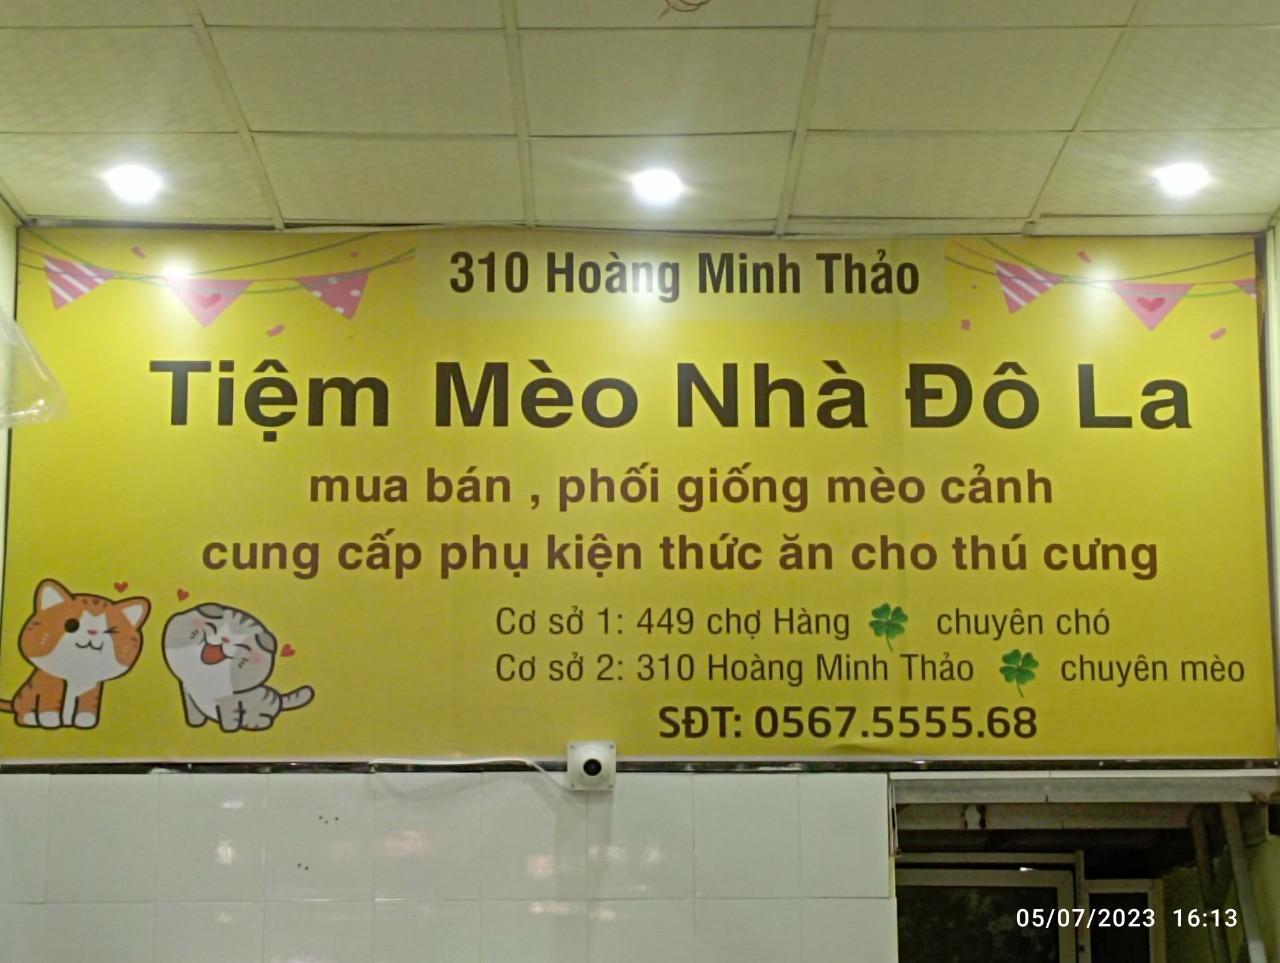 310 Hoàng Minh Thảo
Tiệm Mèo Nhà Đô La
mua bán , phối giống mèo cảnh
cung cấp phụ kiện thức ăn cho thú cưng
Cơ sở 1: 449 chợ Hàng 🍀 chuyên chó
Cơ sở 2: 310 Hoàng Minh Thảo 🍀 chuyên mèo
SĐT: 0567.5555.68
05/07/2023 16:13